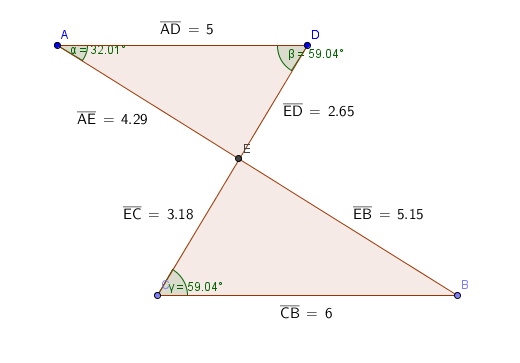 AD = 5
A
D
α = 32.01°
β = 59.04°
AE = 4.29
ED = 2.65
E
EC = 3.18
EB = 5.15
C
γ = 59.04°
B
CB = 6